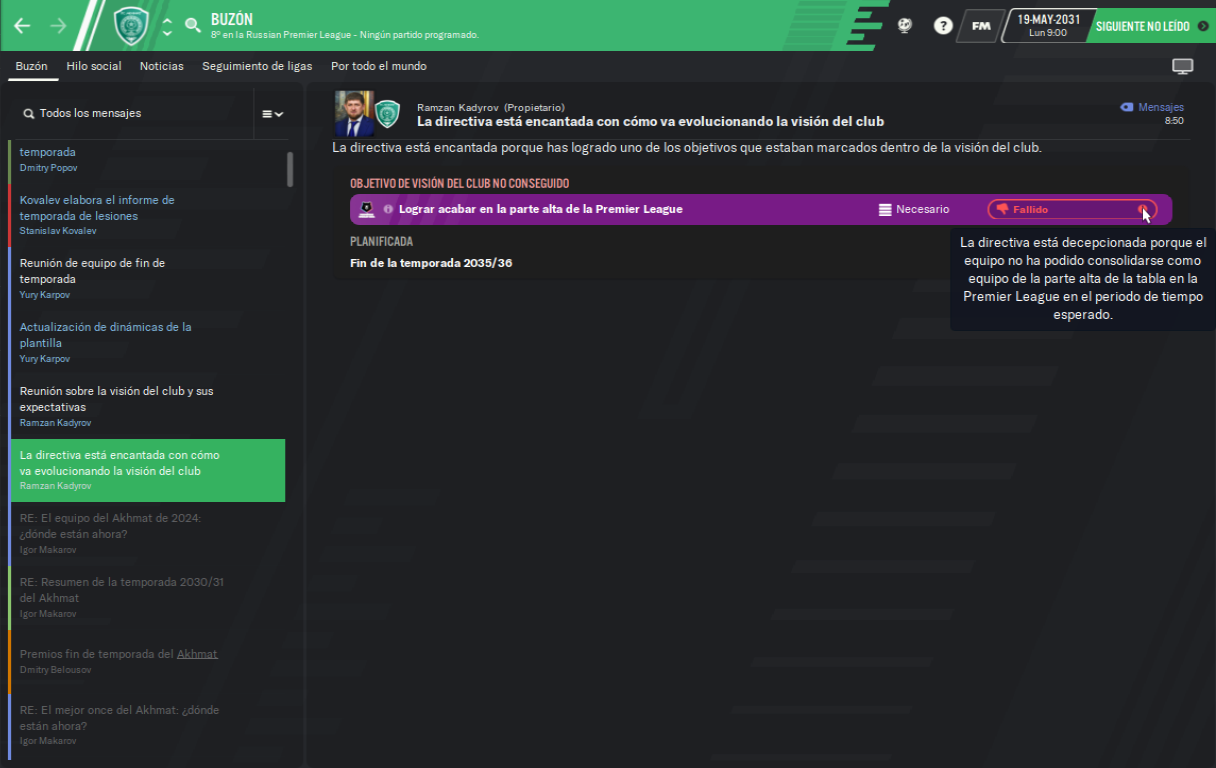 BUZÓN
8º en la Russian Premier League - Ningún partido programado.
?
FM
19-MAY-2031
Lun 9:00
SIGUIENTE NO LEÍDO
Buzón
Hilo social
Noticias
Seguimiento de ligas
Por todo el mundo
Todos los mensajes
temporada
Dmitry Popov
Kovalev elabora el informe de
temporada de lesiones
Stanislav Kovalev
Reunión de equipo de fin de
temporada
Yury Karpov
Actualización de dinámicas de la
plantilla
Yury Karpov
Reunión sobre la visión del club y sus
expectativas
Ramzan Kadyrov
La directiva está encantada con cómo
va evolucionando la visión del club
Ramzan Kadyrov
RE: El equipo del Akhmat de 2024:
¿dónde están ahora?
Igor Makarov
RE: Resumen de la temporada 2030/31
del Akhmat
Igor Makarov
Premios fin de temporada del Akhmat
Dmitry Belousov
RE: El mejor once del Akhmat: ¿dónde
están ahora?
Igor Makarov
Ramzan Kadyrov (Propietario)
La directiva está encantada con cómo va evolucionando la visión del club
Mensajes
8:50
La directiva está encantada porque has logrado uno de los objetivos que estaban marcados dentro de la visión del club.
OBJETIVO DE VISIÓN DEL CLUB NO CONSEGUIDO
Lograr acabar en la parte alta de la Premier League
Necesario
Fallido
PLANIFICADA
Fin de la temporada 2035/36
La directiva está decepcionada porque el
equipo no ha podido consolidarse como
equipo de la parte alta de la tabla en la
Premier League en el periodo de tiempo
esperado.